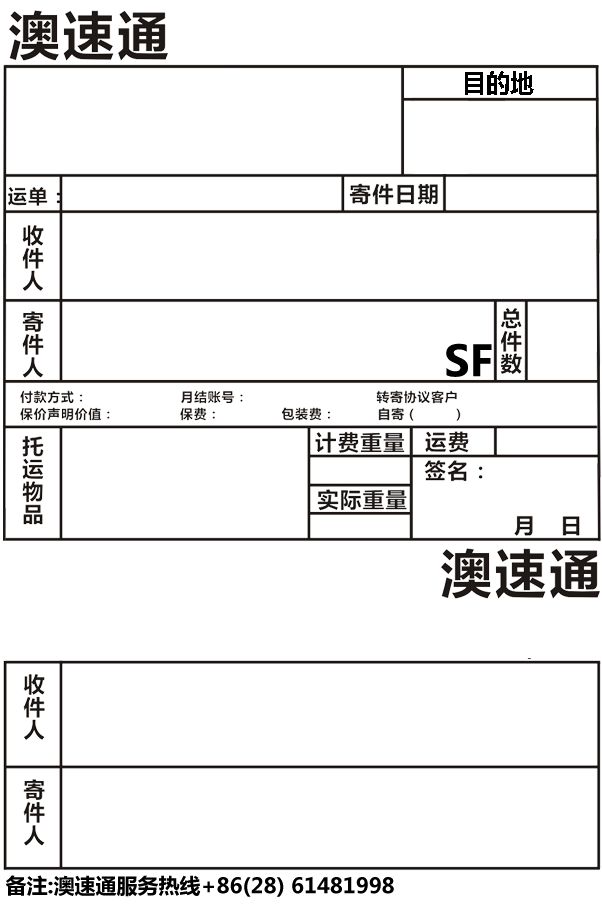 澳速通
目的地
运单：
寄件日期
收件人
寄件人
SF
总件数
付款方式： 月结账号： 转寄协议客户
保价声明价值： 保费： 包装费： 自寄（ ）
托运物品
计费重量
运费
签名：
实际重量
月 日
澳速通
收件人
寄件人
备注:澳速通服务热线+86(28) 61481998